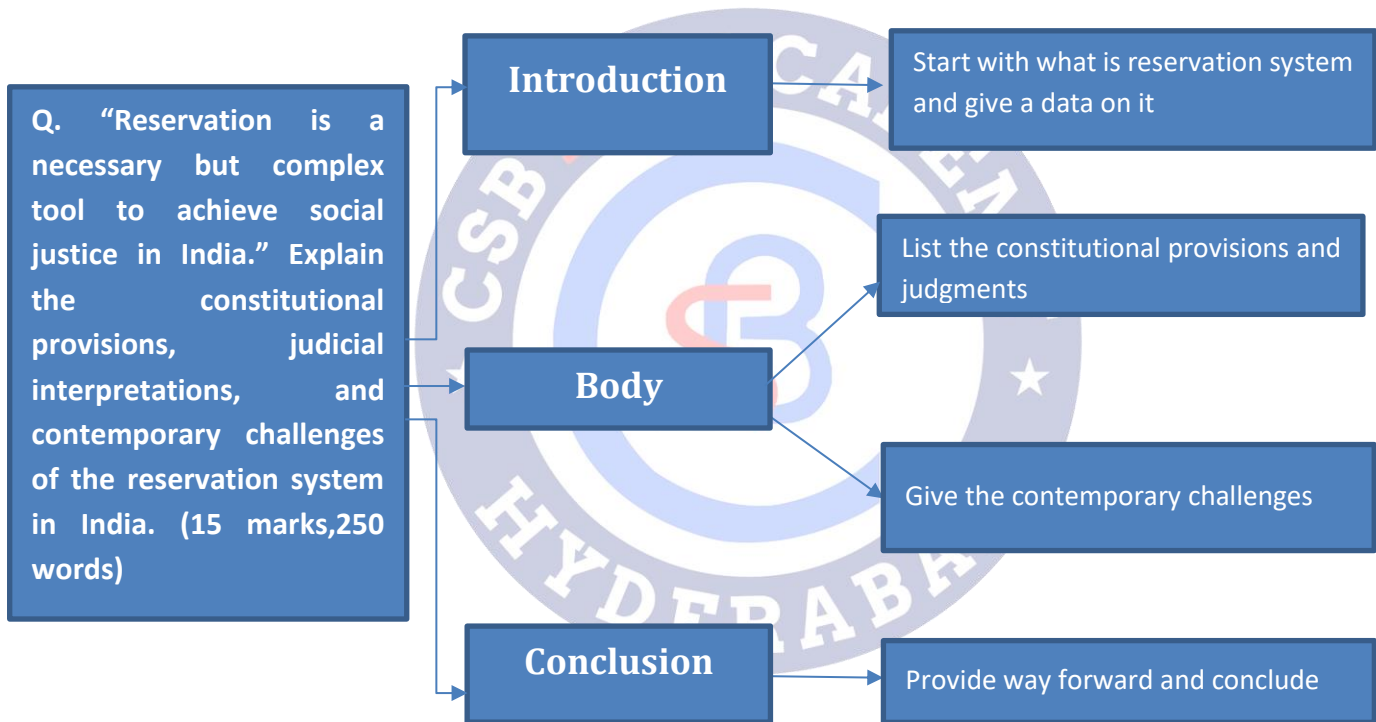 Q. “Reservation is a
necessary but complex
tool to achieve social
justice in India.” Explain
the constitutional
provisions, judicial
interpretations, and
contemporary challenges
of the reservation system
in India. (15 marks,250
words)
Introduction
Start with what is reservation system
and give a data on it
Body
List the constitutional provisions and
judgments
Give the contemporary challenges
Conclusion
Provide way forward and conclude
CSB
HYDERABA